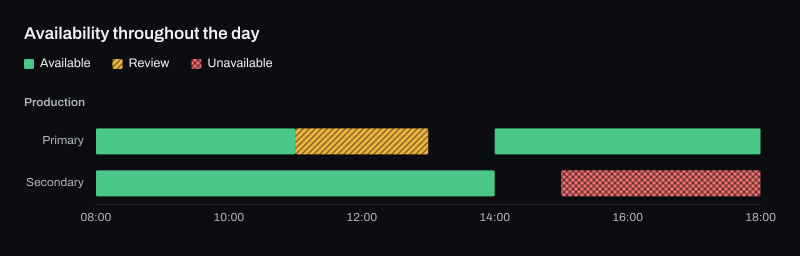 Availability throughout the day
Available Review Unavailable
Production
Primary
Secondary
08:00 10:00 12:00 14:00 16:00 18:00